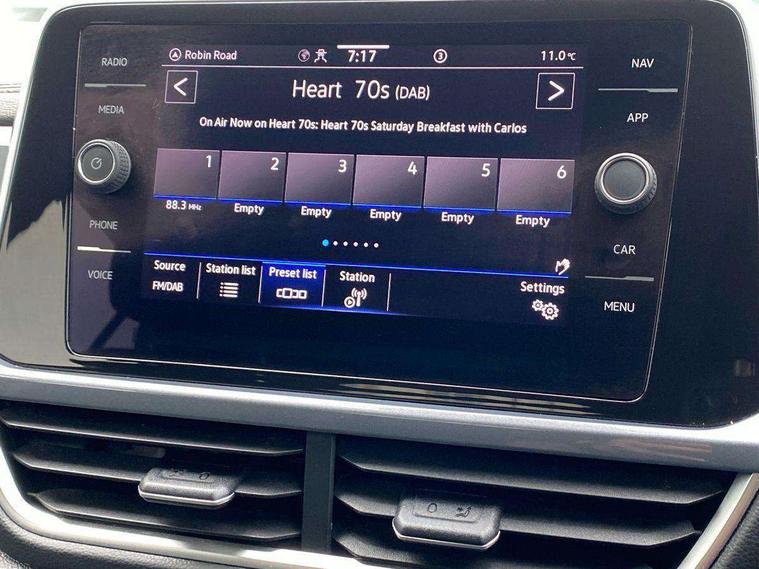 RADIO
MEDIA
PHONE
VOICE
Robin Road
7:17
3
11.0°C
Heart 70s (DAB)
On Air Now on Heart 70s: Heart 70s Saturday Breakfast with Carlos
1 2 3 4 5 6
88.3 MHz Empty Empty Empty Empty Empty
Source Station list Preset list Station Settings
FM/DAB
NAV
APP
CAR
MENU